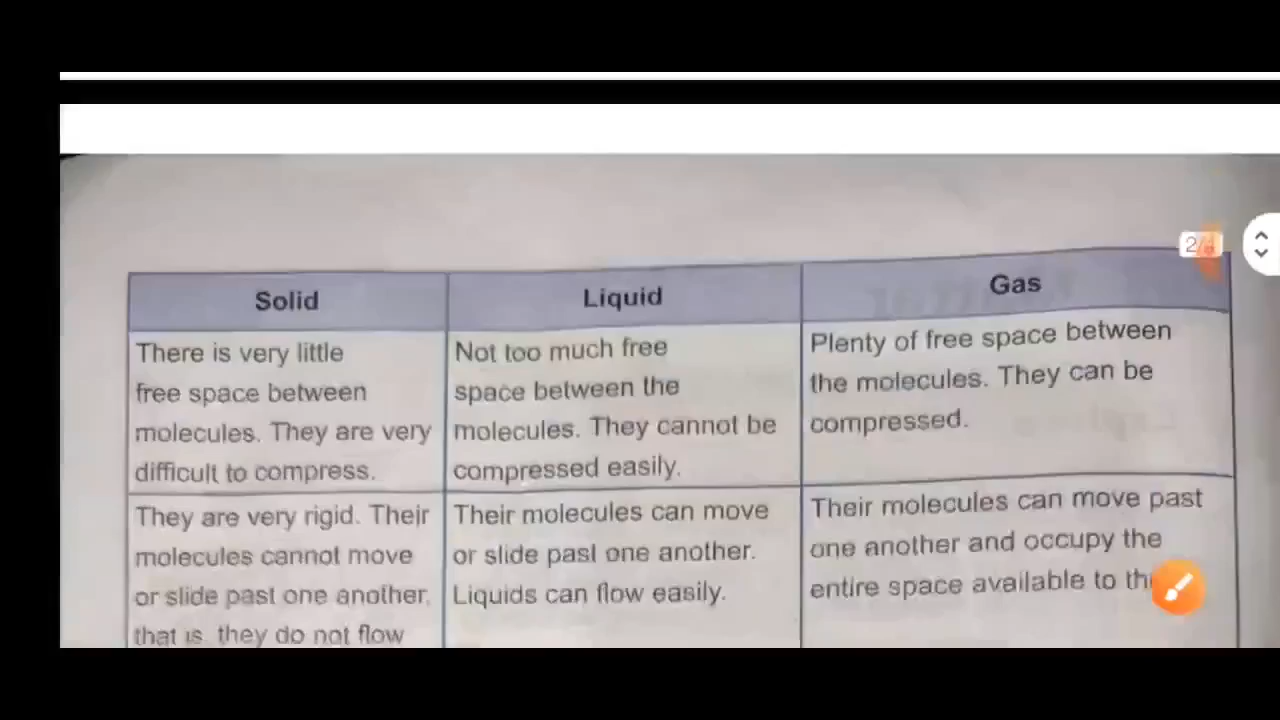 2/
Solid
Liquid
Gas
There is very little
free space between
molecules. They are very
difficult to compress.
Not too much free
space between the
molecules. They cannot be
compressed easily.
Plenty of free space between
the molecules. They can be
compressed.
They are very rigid. Their
molecules cannot move
or slide past one another,
that is, they do not flow
Their molecules can move
or slide past one another.
Liquids can flow easily.
Their molecules can move past
one another and occupy the
entire space available to